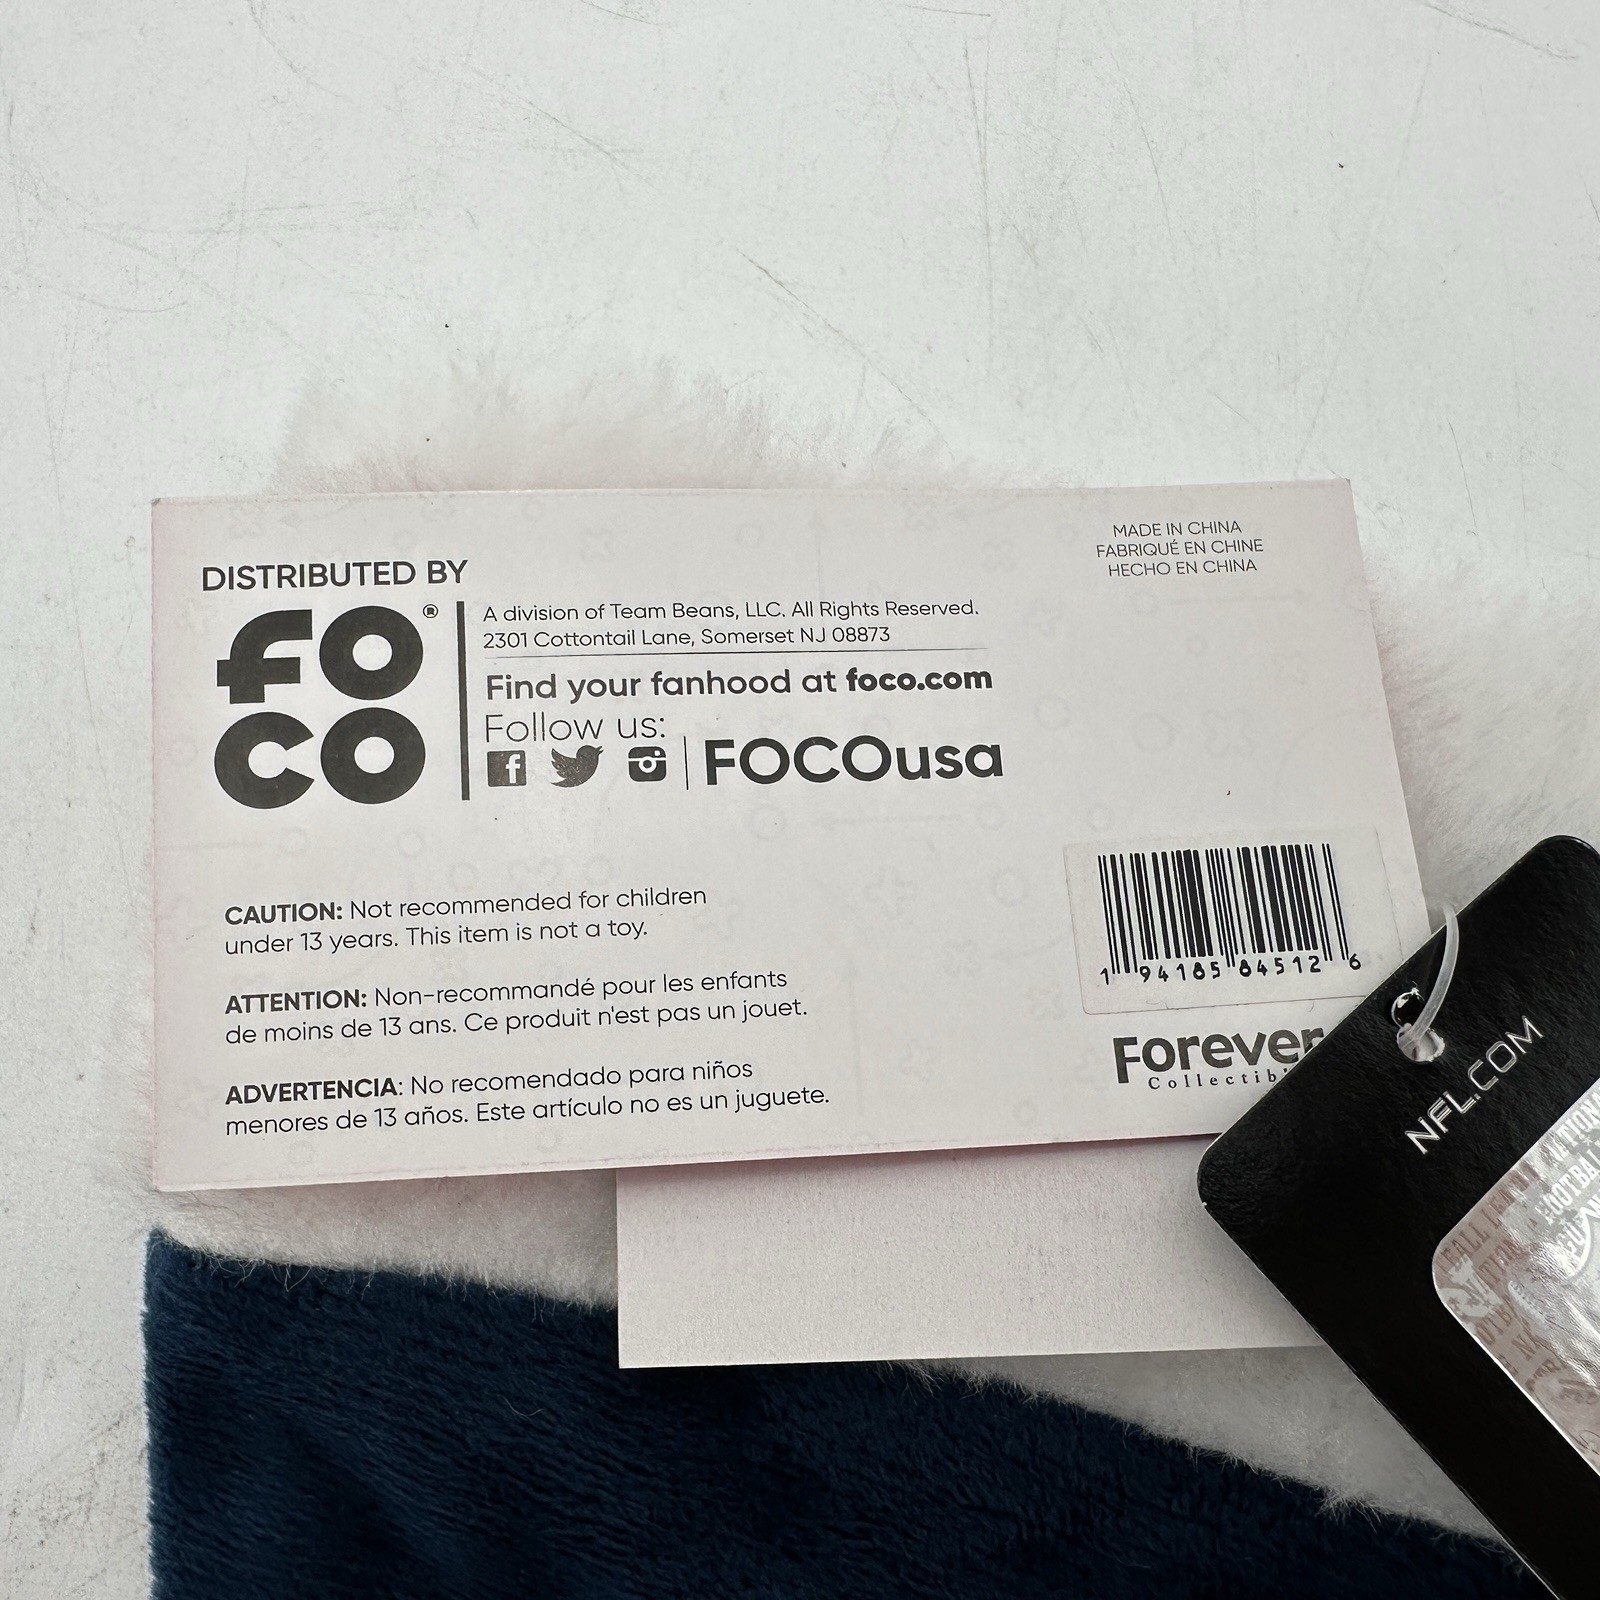 DISTRIBUTED BY
foco®
A division of Team Beans, LLC. All Rights Reserved.
2301 Cottontail Lane, Somerset NJ 08873
Find your fanhood at foco.com
Follow us:
FOCOusa
MADE IN CHINA
FABRIQUÉ EN CHINE
HECHO EN CHINA
CAUTION: Not recommended for children
under 13 years. This item is not a toy.
ATTENTION: Non-recommandé pour les enfants
de moins de 13 ans. Ce produit n'est pas un jouet.
ADVERTENCIA: No recomendado para niños
menores de 13 años. Este artículo no es un juguete.
1 94185 84512 6
Forever
Collectib
NFL.COM